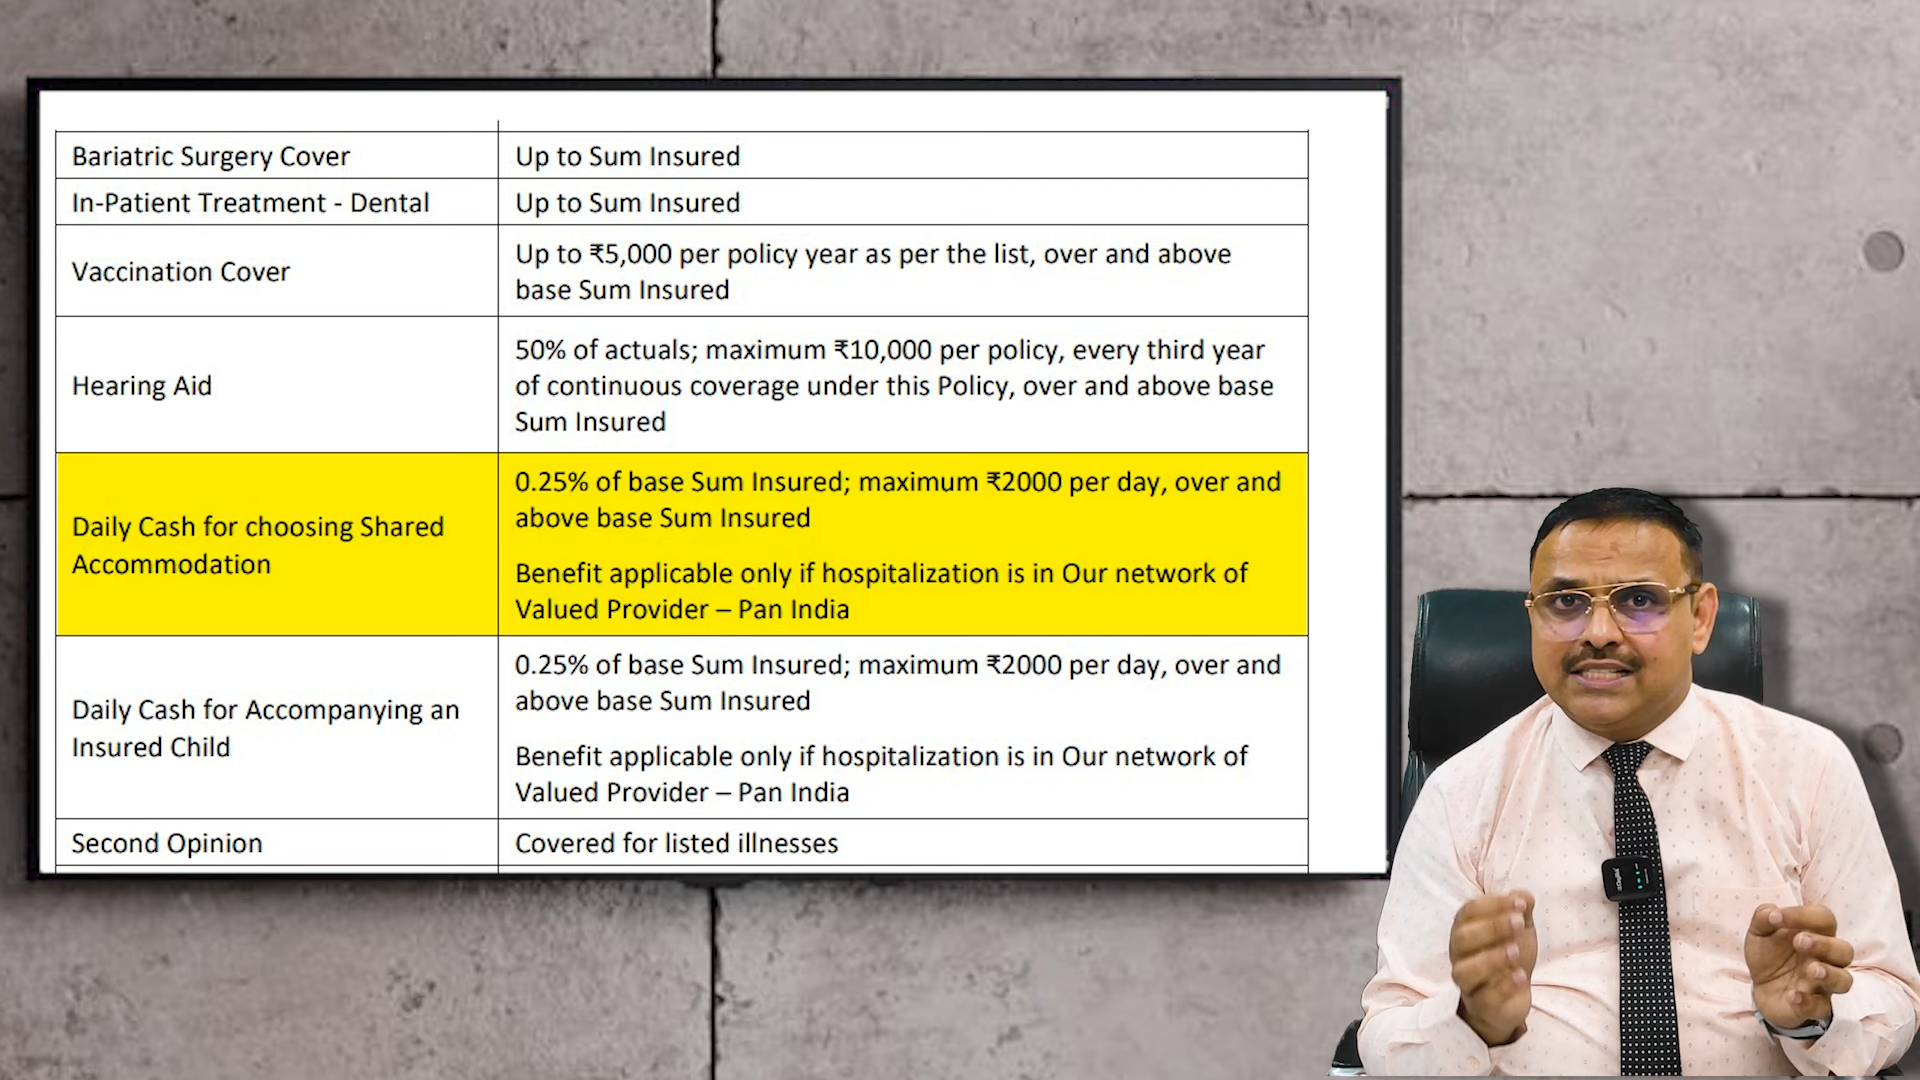 Bariatric Surgery Cover
Up to Sum Insured
In-Patient Treatment - Dental
Up to Sum Insured
Vaccination Cover
Up to ₹5,000 per policy year as per the list, over and above
base Sum Insured
Hearing Aid
50% of actuals; maximum ₹10,000 per policy, every third year
of continuous coverage under this Policy, over and above base
Sum Insured
Daily Cash for choosing Shared
Accommodation
0.25% of base Sum Insured; maximum ₹2000 per day, over and
above base Sum Insured
Benefit applicable only if hospitalization is in Our network of
Valued Provider – Pan India
Daily Cash for Accompanying an
Insured Child
0.25% of base Sum Insured; maximum ₹2000 per day, over and
above base Sum Insured
Benefit applicable only if hospitalization is in Our network of
Valued Provider – Pan India
Second Opinion
Covered for listed illnesses